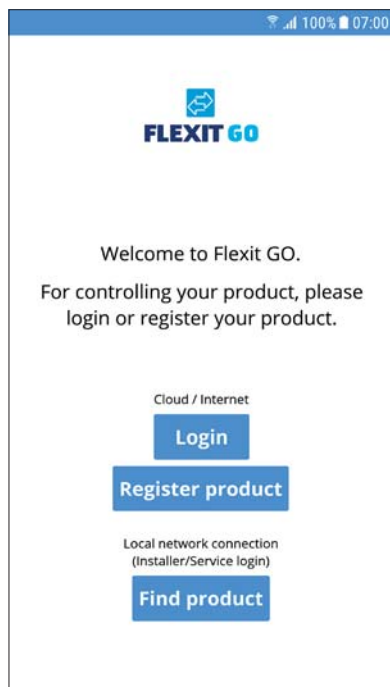 100% 07:00
FLEXIT GO
Welcome to Flexit GO.
For controlling your product, please
login or register your product.
Cloud / Internet
Login
Register product
Local network connection
(Installer/Service login)
Find product